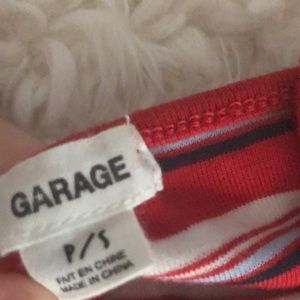 GARAGE
P/S
FAIT EN CHINE
MADE IN CHINA